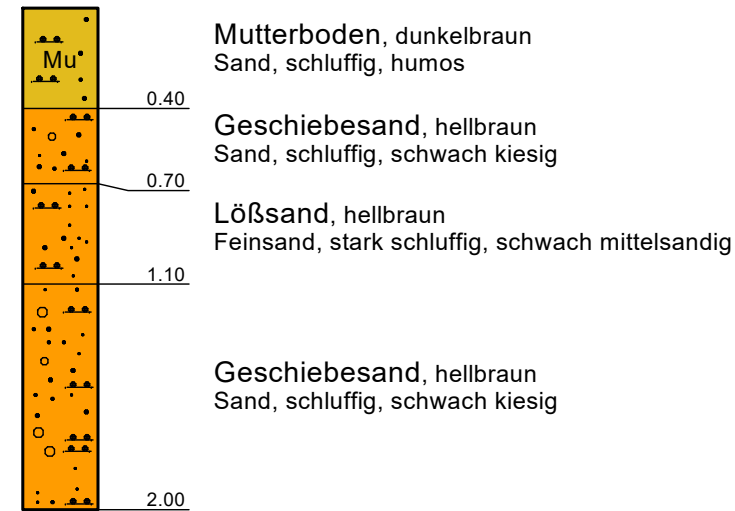 Mutterboden, dunkelbraun
Sand, schluffig, humos
Mu
0.40
Geschiebesand, hellbraun
Sand, schluffig, schwach kiesig
0.70
Lößsand, hellbraun
Feinsand, stark schluffig, schwach mittelsandig
1.10
Geschiebesand, hellbraun
Sand, schluffig, schwach kiesig
2.00